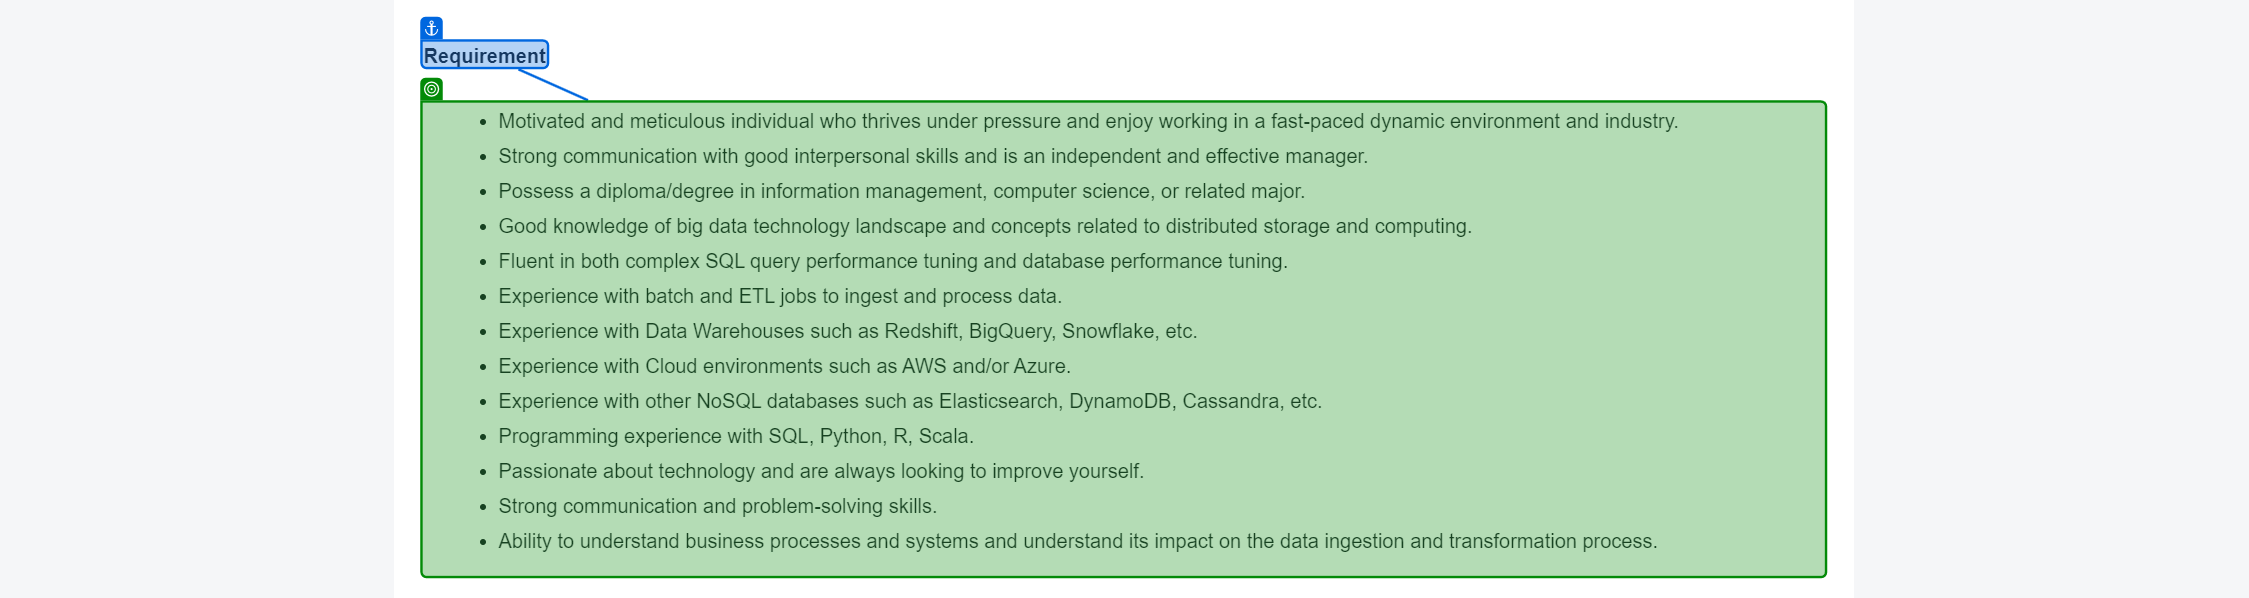 Requirement
• Motivated and meticulous individual who thrives under pressure and enjoy working in a fast-paced dynamic environment and industry.
• Strong communication with good interpersonal skills and is an independent and effective manager.
• Possess a diploma/degree in information management, computer science, or related major.
• Good knowledge of big data technology landscape and concepts related to distributed storage and computing.
• Fluent in both complex SQL query performance tuning and database performance tuning.
• Experience with batch and ETL jobs to ingest and process data.
• Experience with Data Warehouses such as Redshift, BigQuery, Snowflake, etc.
• Experience with Cloud environments such as AWS and/or Azure.
• Experience with other NoSQL databases such as Elasticsearch, DynamoDB, Cassandra, etc.
• Programming experience with SQL, Python, R, Scala.
• Passionate about technology and are always looking to improve yourself.
• Strong communication and problem-solving skills.
• Ability to understand business processes and systems and understand its impact on the data ingestion and transformation process.